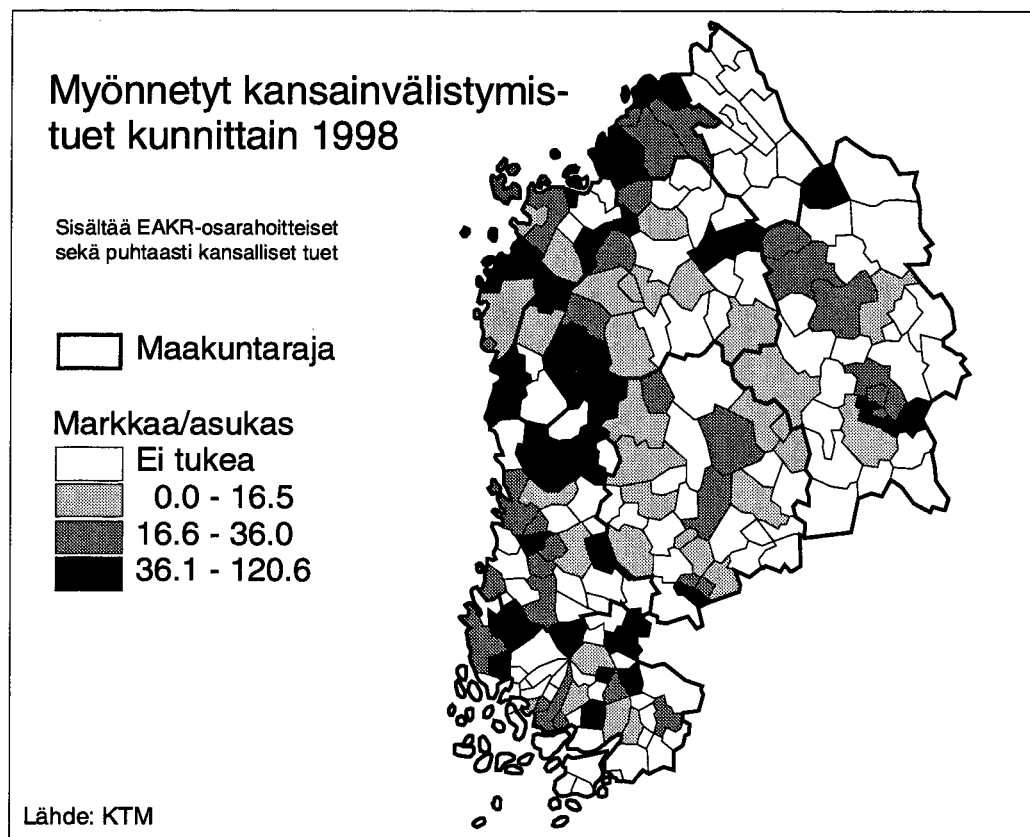 Myönnetyt kansainvälistymis-
tuet kunnittain 1998
Sisältää EAKR-osarahoitteiset
sekä puhtaasti kansalliset tuet
Maakuntaraja
Markkaa/asukas
Ei tukea
0.0 - 16.5
16.6 - 36.0
36.1 - 120.6
Lähde: KTM